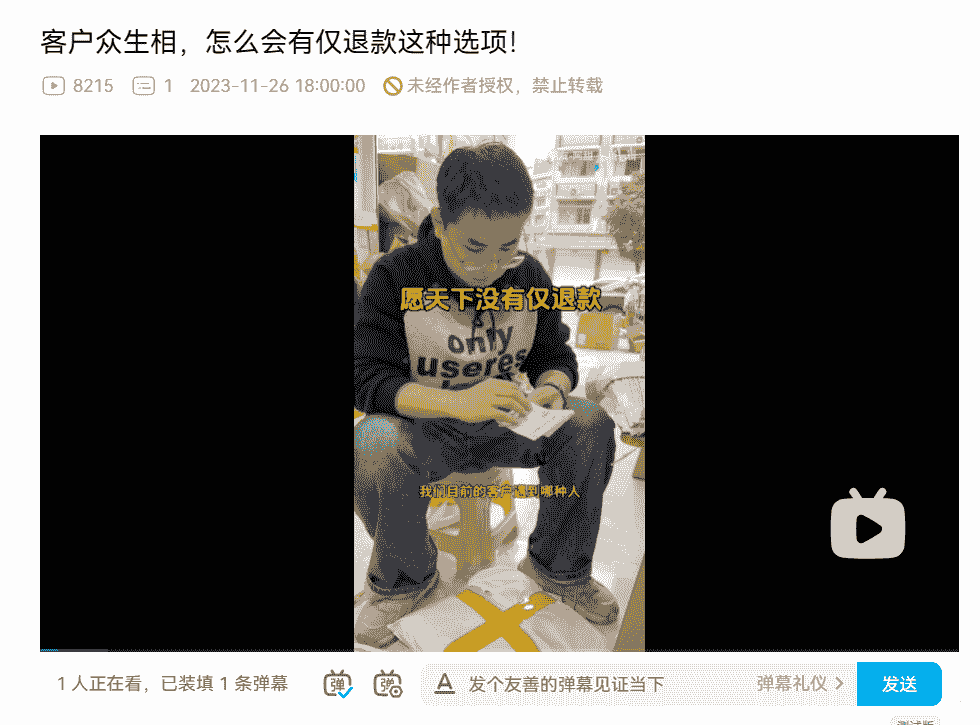 客户众生相，怎么会有仅退款这种选项！
8215 1 2023-11-26 18:00:00 未经作者授权，禁止转载
愿天下没有仅退款
only
useres
我们目前的客户遇到哪种人
1 人正在看，已装填 1 条弹幕 弹 弹 A 发个友善的弹幕见证当下 弹幕礼仪 发送